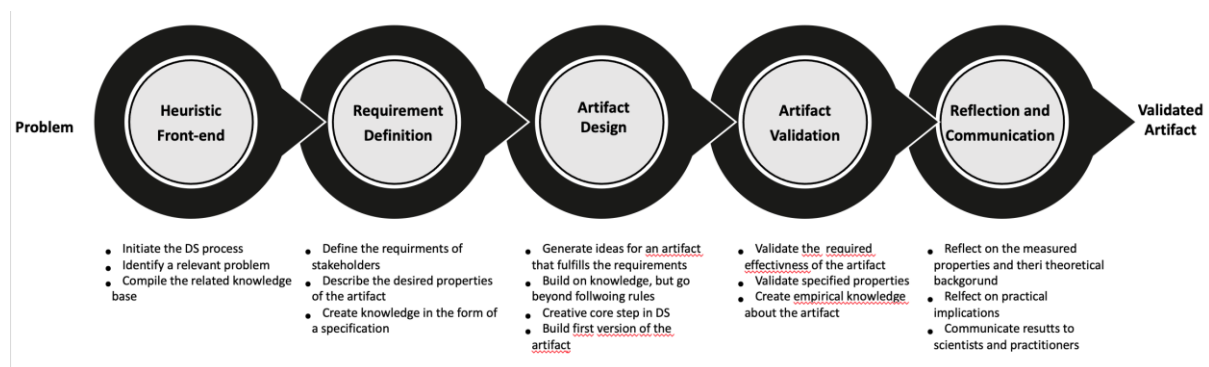 Problem
Heuristic
Front-end
Requirement
Definition
Artifact
Design
Artifact
Validation
Reflection and
Communication
Validated
Artifact
• Initiate the DS process
• Identify a relevant problem
• Compile the related knowledge
base
• Define the requirments of
stakeholders
• Describe the desired properties
of the artifact
• Create knowledge in the form of
a specification
• Generate ideas for an artifact
that fulfills the requirements
• Build on knowledge, but go
beyond follwoing rules
• Creative core step in DS
• Build first version of the
artifact
• Validate the required
effectivness of the artifact
• Validate specified properties
• Create empirical knowledge
about the artifact
• Reflect on the measured
properties and theri theoretical
backgorund
• Relfect on practical
implications
• Communicate resutts to
scientists and practitioners